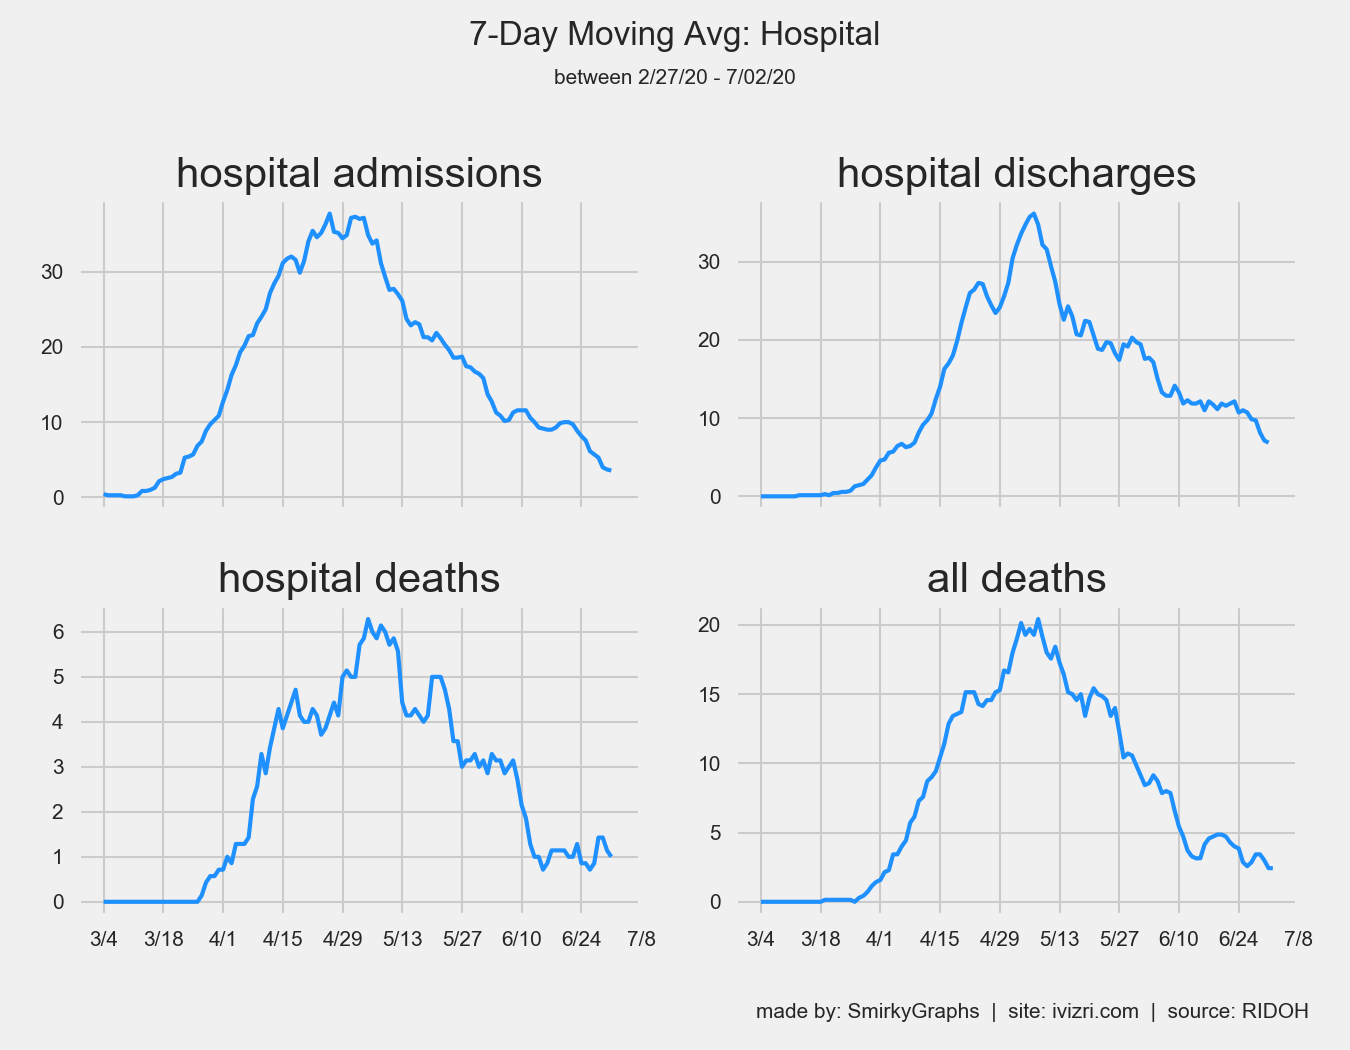 7-Day Moving Avg: Hospital
between 2/27/20 - 7/02/20
hospital admissions
30
20
10
0
hospital discharges
30
20
10
0
hospital deaths
6
5
4
3
2
1
0
3/4 3/18 4/1 4/15 4/29 5/13 5/27 6/10 6/24 7/8
all deaths
20
15
10
5
0
3/4 3/18 4/1 4/15 4/29 5/13 5/27 6/10 6/24 7/8
made by: SmirkyGraphs | site: ivizri.com | source: RIDOH